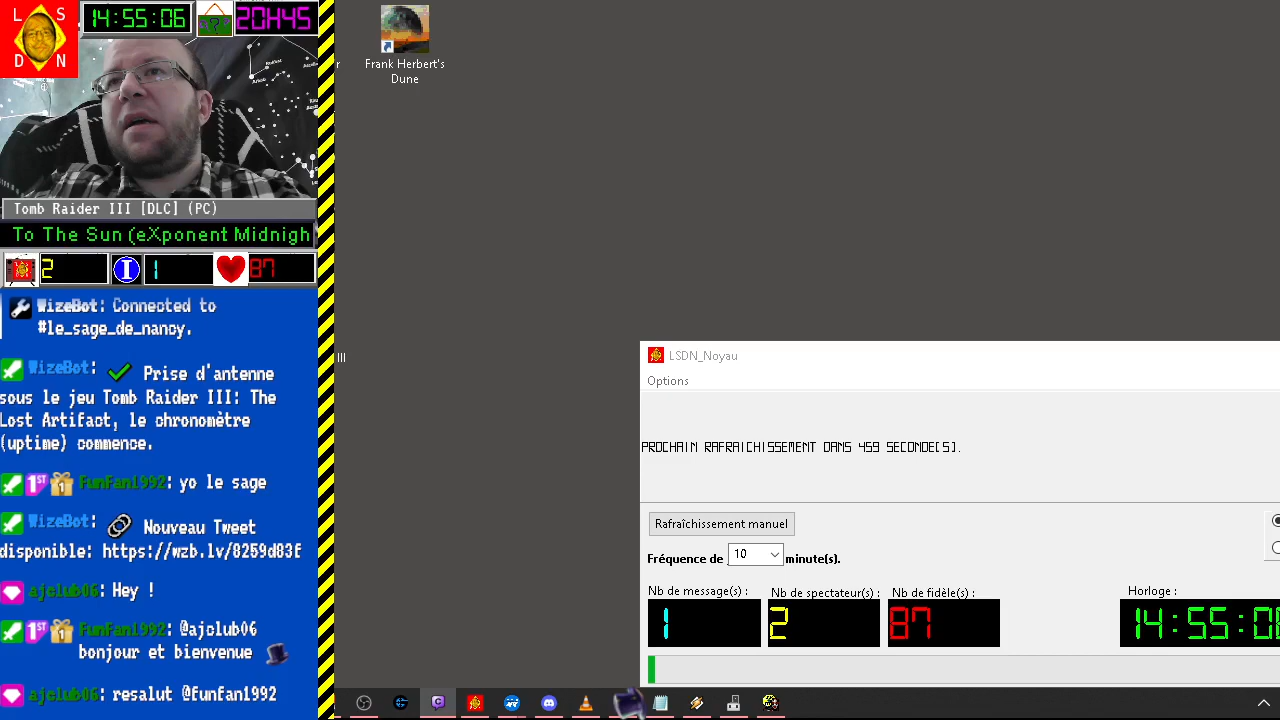 L S
D N
14:55:06
?
20H45
Frank Herbert's
Dune
Tomb Raider III [DLC] (PC)
To The Sun (eXponent Midnigh
2
1
87
WizeBot: Connected to
#le_sage_de_nancy.
WizeBot: Prise d'antenne
sous le jeu Tomb Raider III: The
Lost Artifact, le chronomètre
(uptime) commence.
1ST 1 FunFan1992: yo le sage
WizeBot: Nouveau Tweet
disponible: https://wzb.lv/8259d83f
ajclub06: Hey !
1ST 1 FunFan1992: @ajclub06
bonjour et bienvenue
ajclub06: resalut @funfan1992
r
III
LSDN_Noyau
Options
PROCHAIN RAFRAICHISSEMENT DANS 459 SECONDE(S).
Rafraîchissement manuel
Fréquence de 10 minute(s).
Nb de message(s) :
Nb de spectateur(s) :
Nb de fidèle(s) :
Horloge :
1
2
87
14:55:0